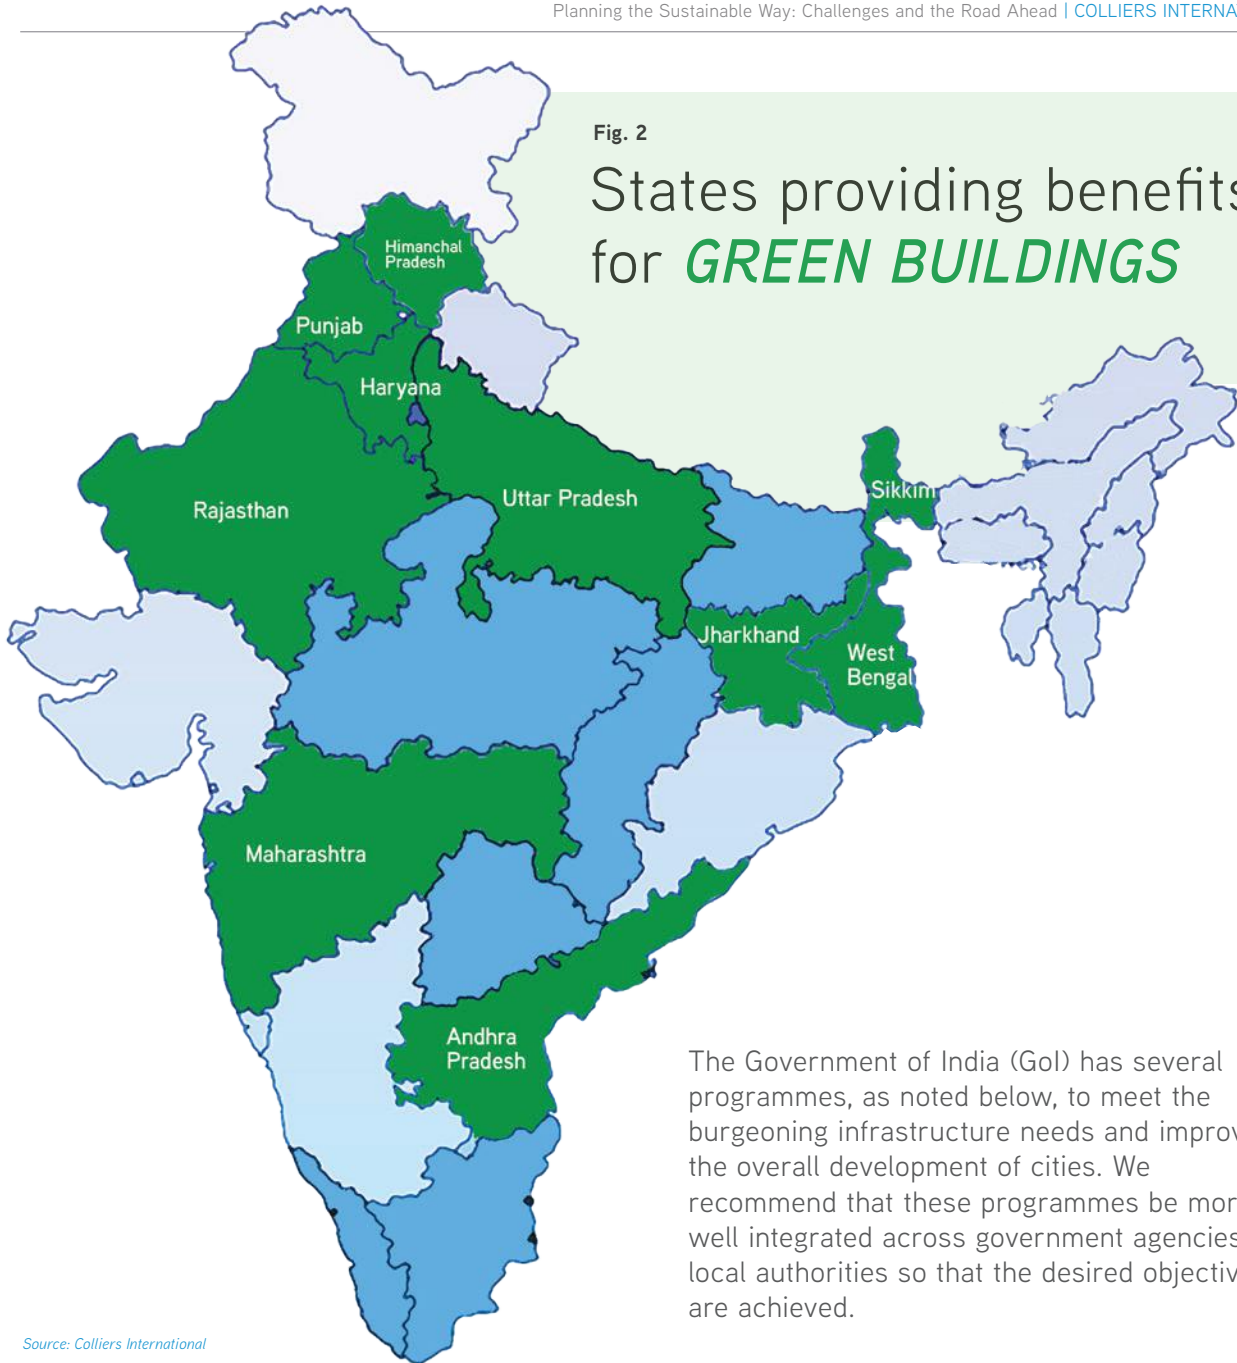 Planning the Sustainable Way: Challenges and the Road Ahead | COLLIERS INTERNA
Fig. 2
States providing benefits
for GREEN BUILDINGS
Himanchal
Pradesh
Punjab
Haryana
Rajasthan
Uttar Pradesh
Sikkim
Jharkhand
West
Bengal
Maharashtra
Andhra
Pradesh
The Government of India (GoI) has several
programmes, as noted below, to meet the
burgeoning infrastructure needs and improv
the overall development of cities. We
recommend that these programmes be mor
well integrated across government agencies
local authorities so that the desired objectiv
are achieved.
Source: Colliers International